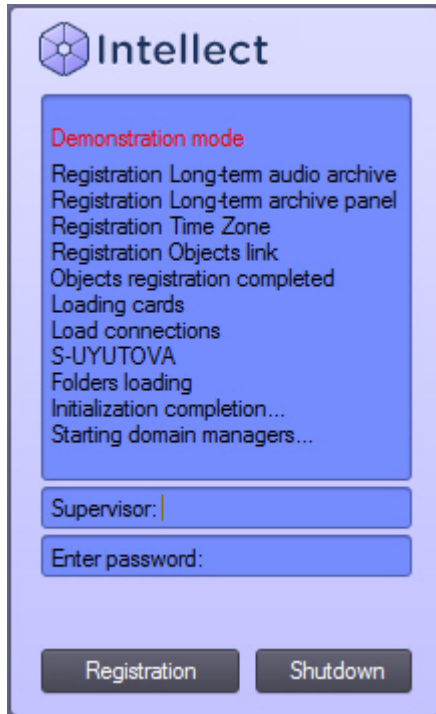 Intellect
Demonstration mode
Registration Long-term audio archive
Registration Long-term archive panel
Registration Time Zone
Registration Objects link
Objects registration completed
Loading cards
Load connections
S-UYUTOVA
Folders loading
Initialization completion...
Starting domain managers...
Supervisor:
Enter password:
Registration
Shutdown